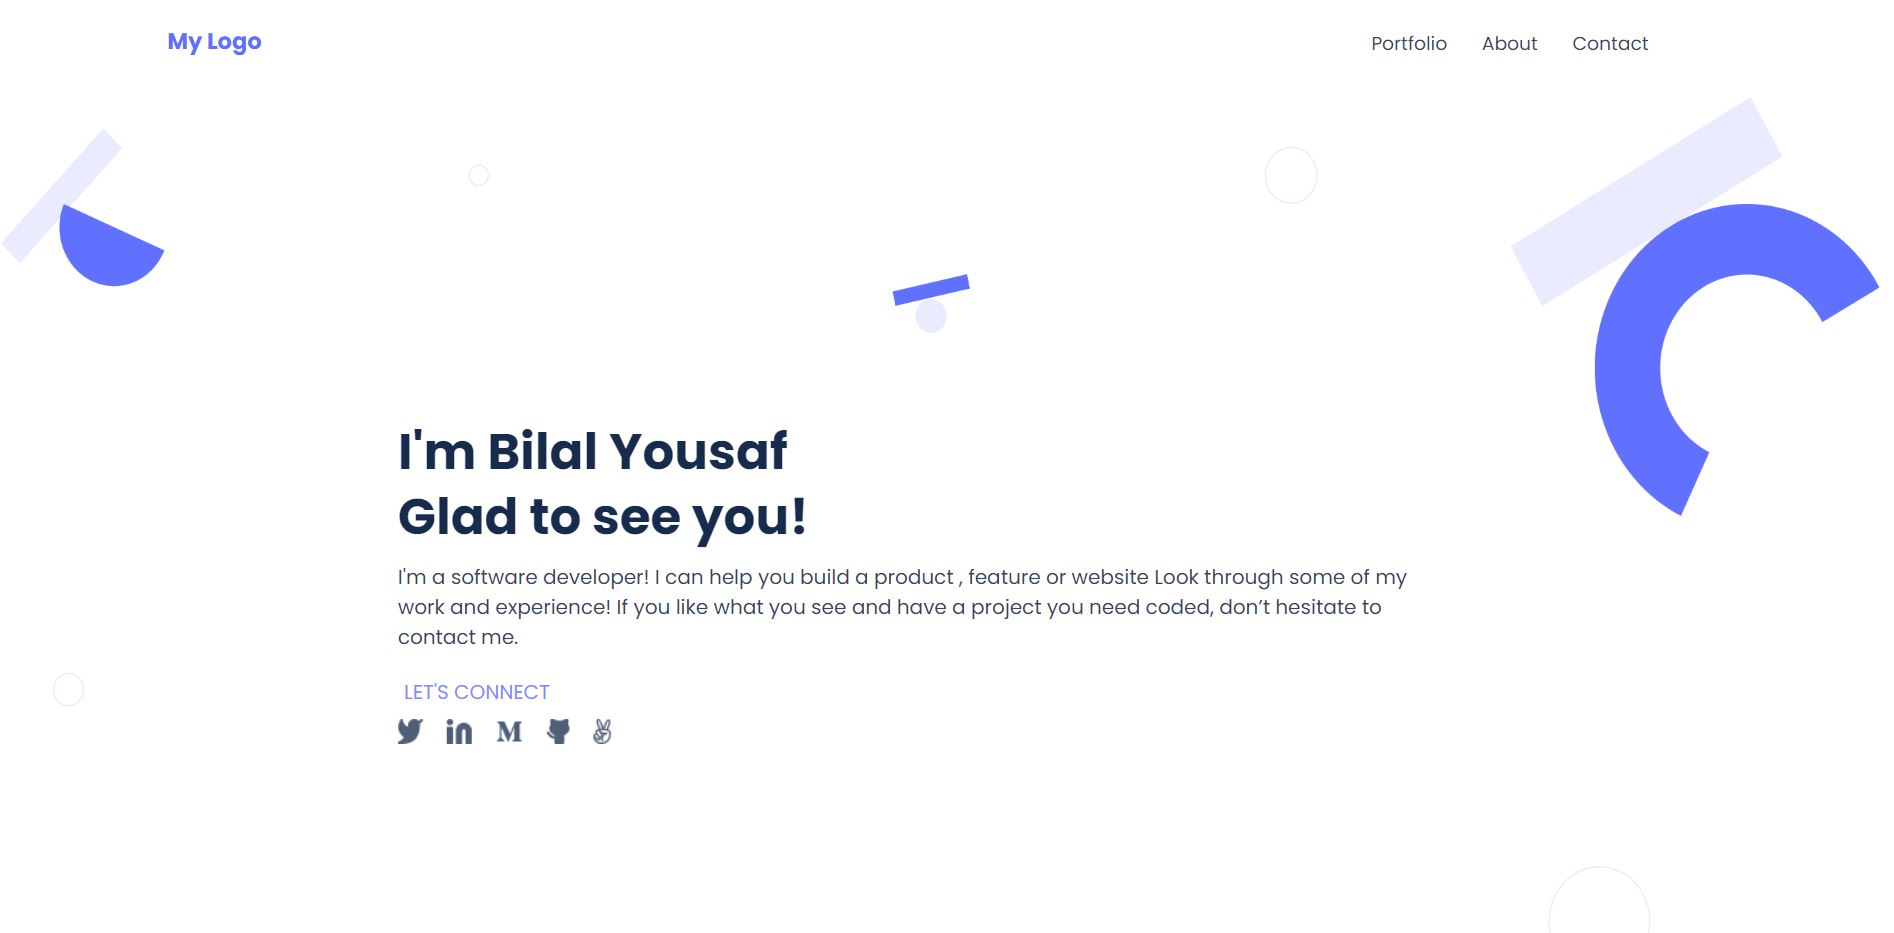 My Logo
Portfolio About Contact
I'm Bilal Yousaf
Glad to see you!
I'm a software developer! I can help you build a product , feature or website Look through some of my
work and experience! If you like what you see and have a project you need coded, don’t hesitate to
contact me.
LET'S CONNECT